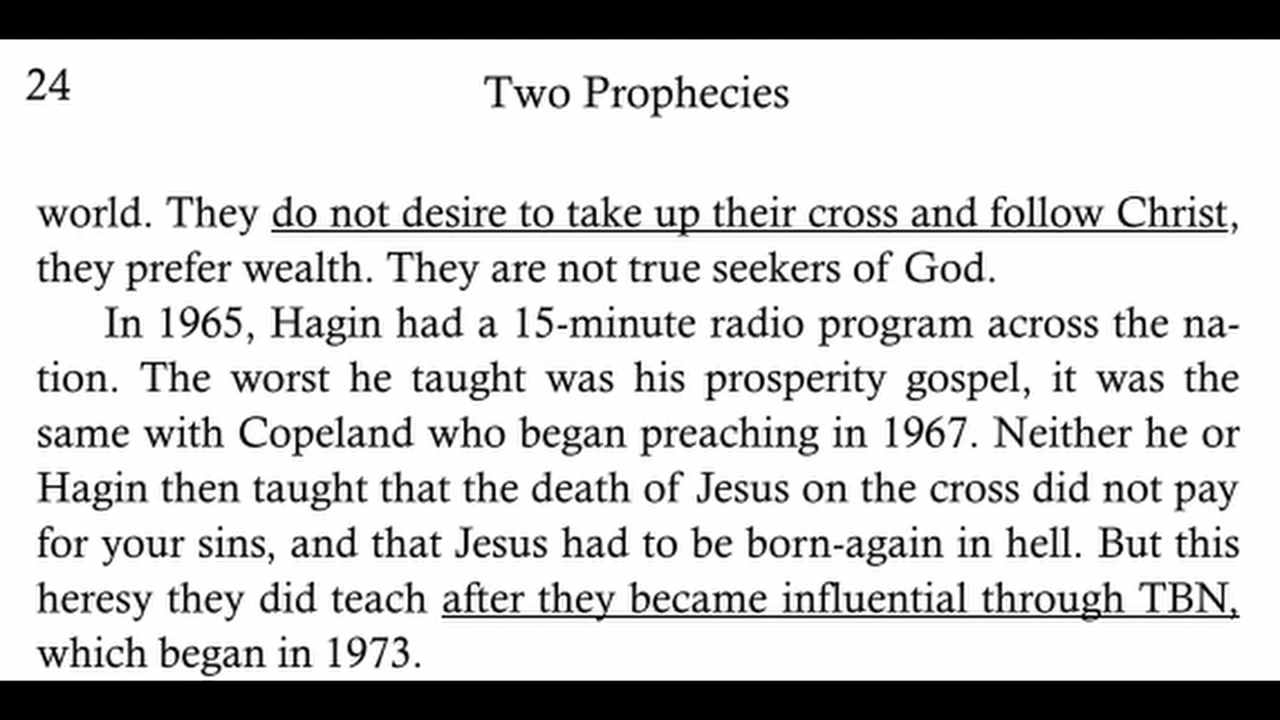 24
Two Prophecies
world. They do not desire to take up their cross and follow Christ,
they prefer wealth. They are not true seekers of God.
In 1965, Hagin had a 15-minute radio program across the na-
tion. The worst he taught was his prosperity gospel, it was the
same with Copeland who began preaching in 1967. Neither he or
Hagin then taught that the death of Jesus on the cross did not pay
for your sins, and that Jesus had to be born-again in hell. But this
heresy they did teach after they became influential through TBN,
which began in 1973.